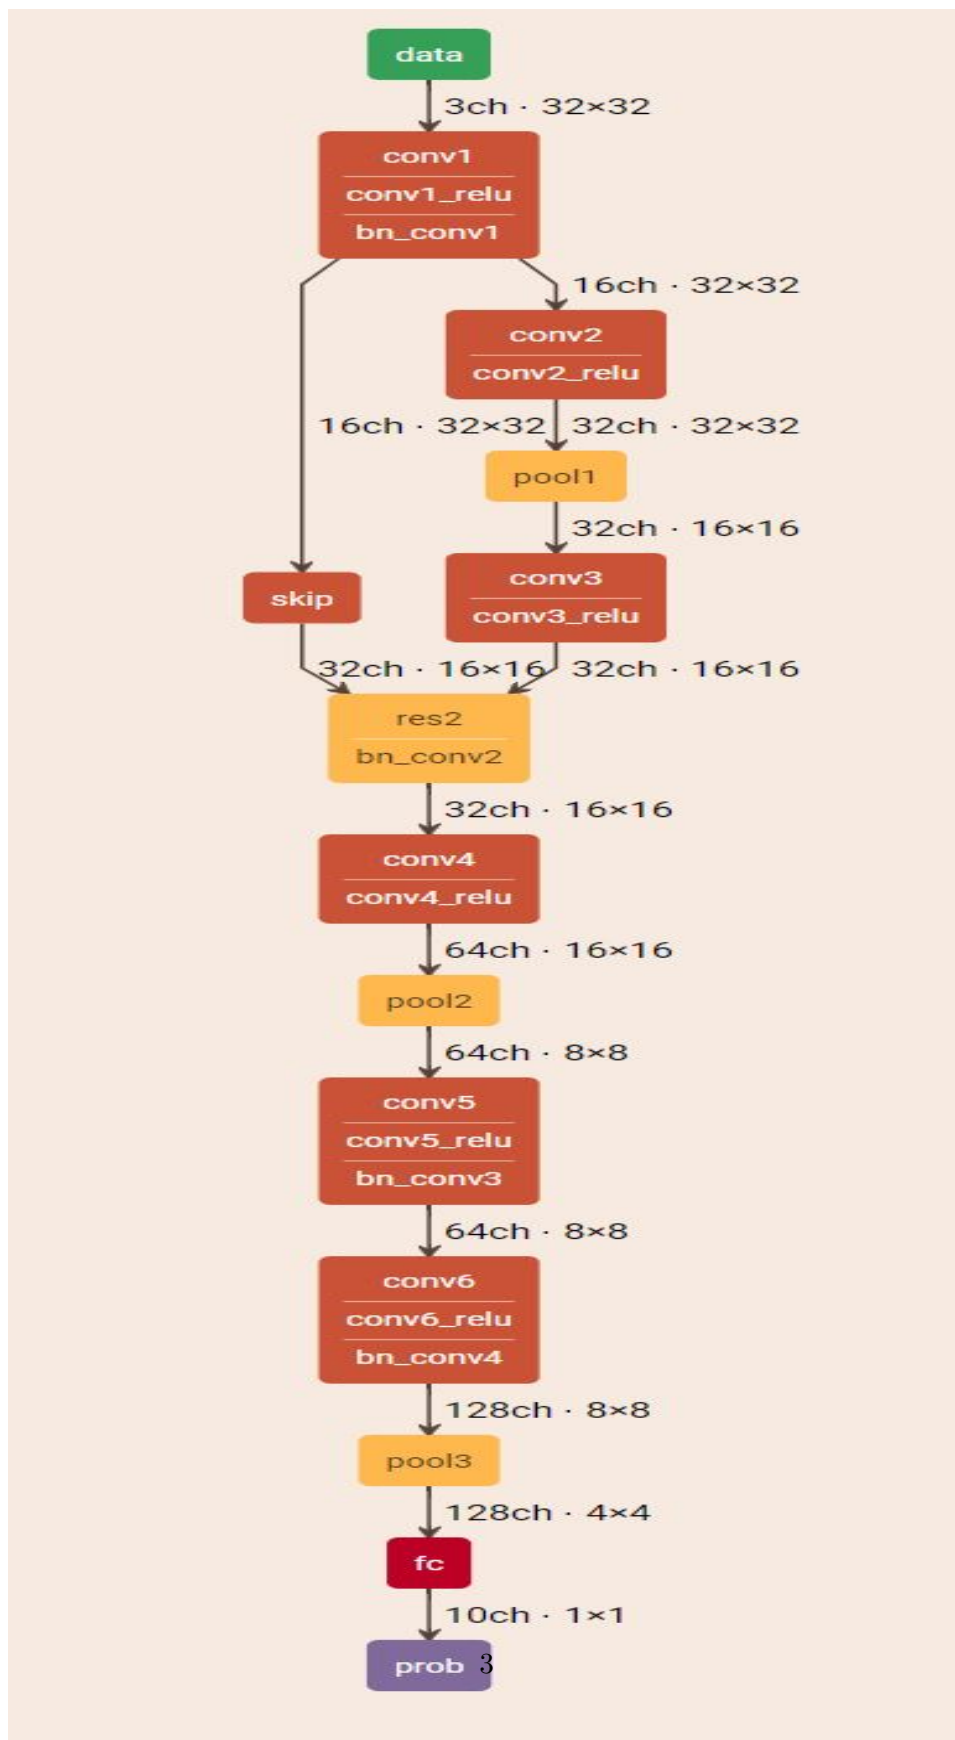 data
3ch · 32×32
conv1
conv1_relu
bn_conv1
16ch · 32×32
conv2
conv2_relu
16ch · 32×32
32ch · 32×32
pool1
32ch · 16×16
conv3
conv3_relu
skip
32ch · 16×16
32ch · 16×16
res2
bn_conv2
32ch · 16×16
conv4
conv4_relu
64ch · 16×16
pool2
64ch · 8×8
conv5
conv5_relu
bn_conv3
64ch · 8×8
conv6
conv6_relu
bn_conv4
128ch · 8×8
pool3
128ch · 4×4
fc
10ch · 1×1
prob
3